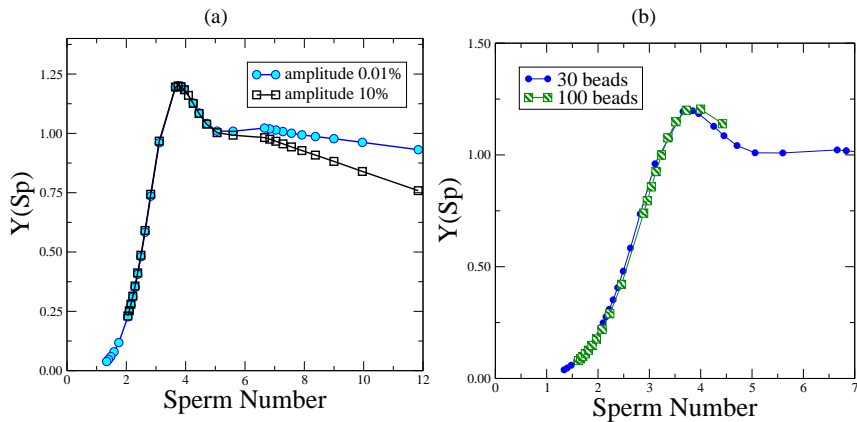 (a)
(b)
Y(Sp)
1.25
1.00
0.75
0.50
0.25
0.00
0 2 4 6 8 10 12
Sperm Number
amplitude 0.01%
amplitude 10%
Y(Sp)
1.50
1.00
0.50
0.00
0 1 2 3 4 5 6 7
Sperm Number
30 beads
100 beads